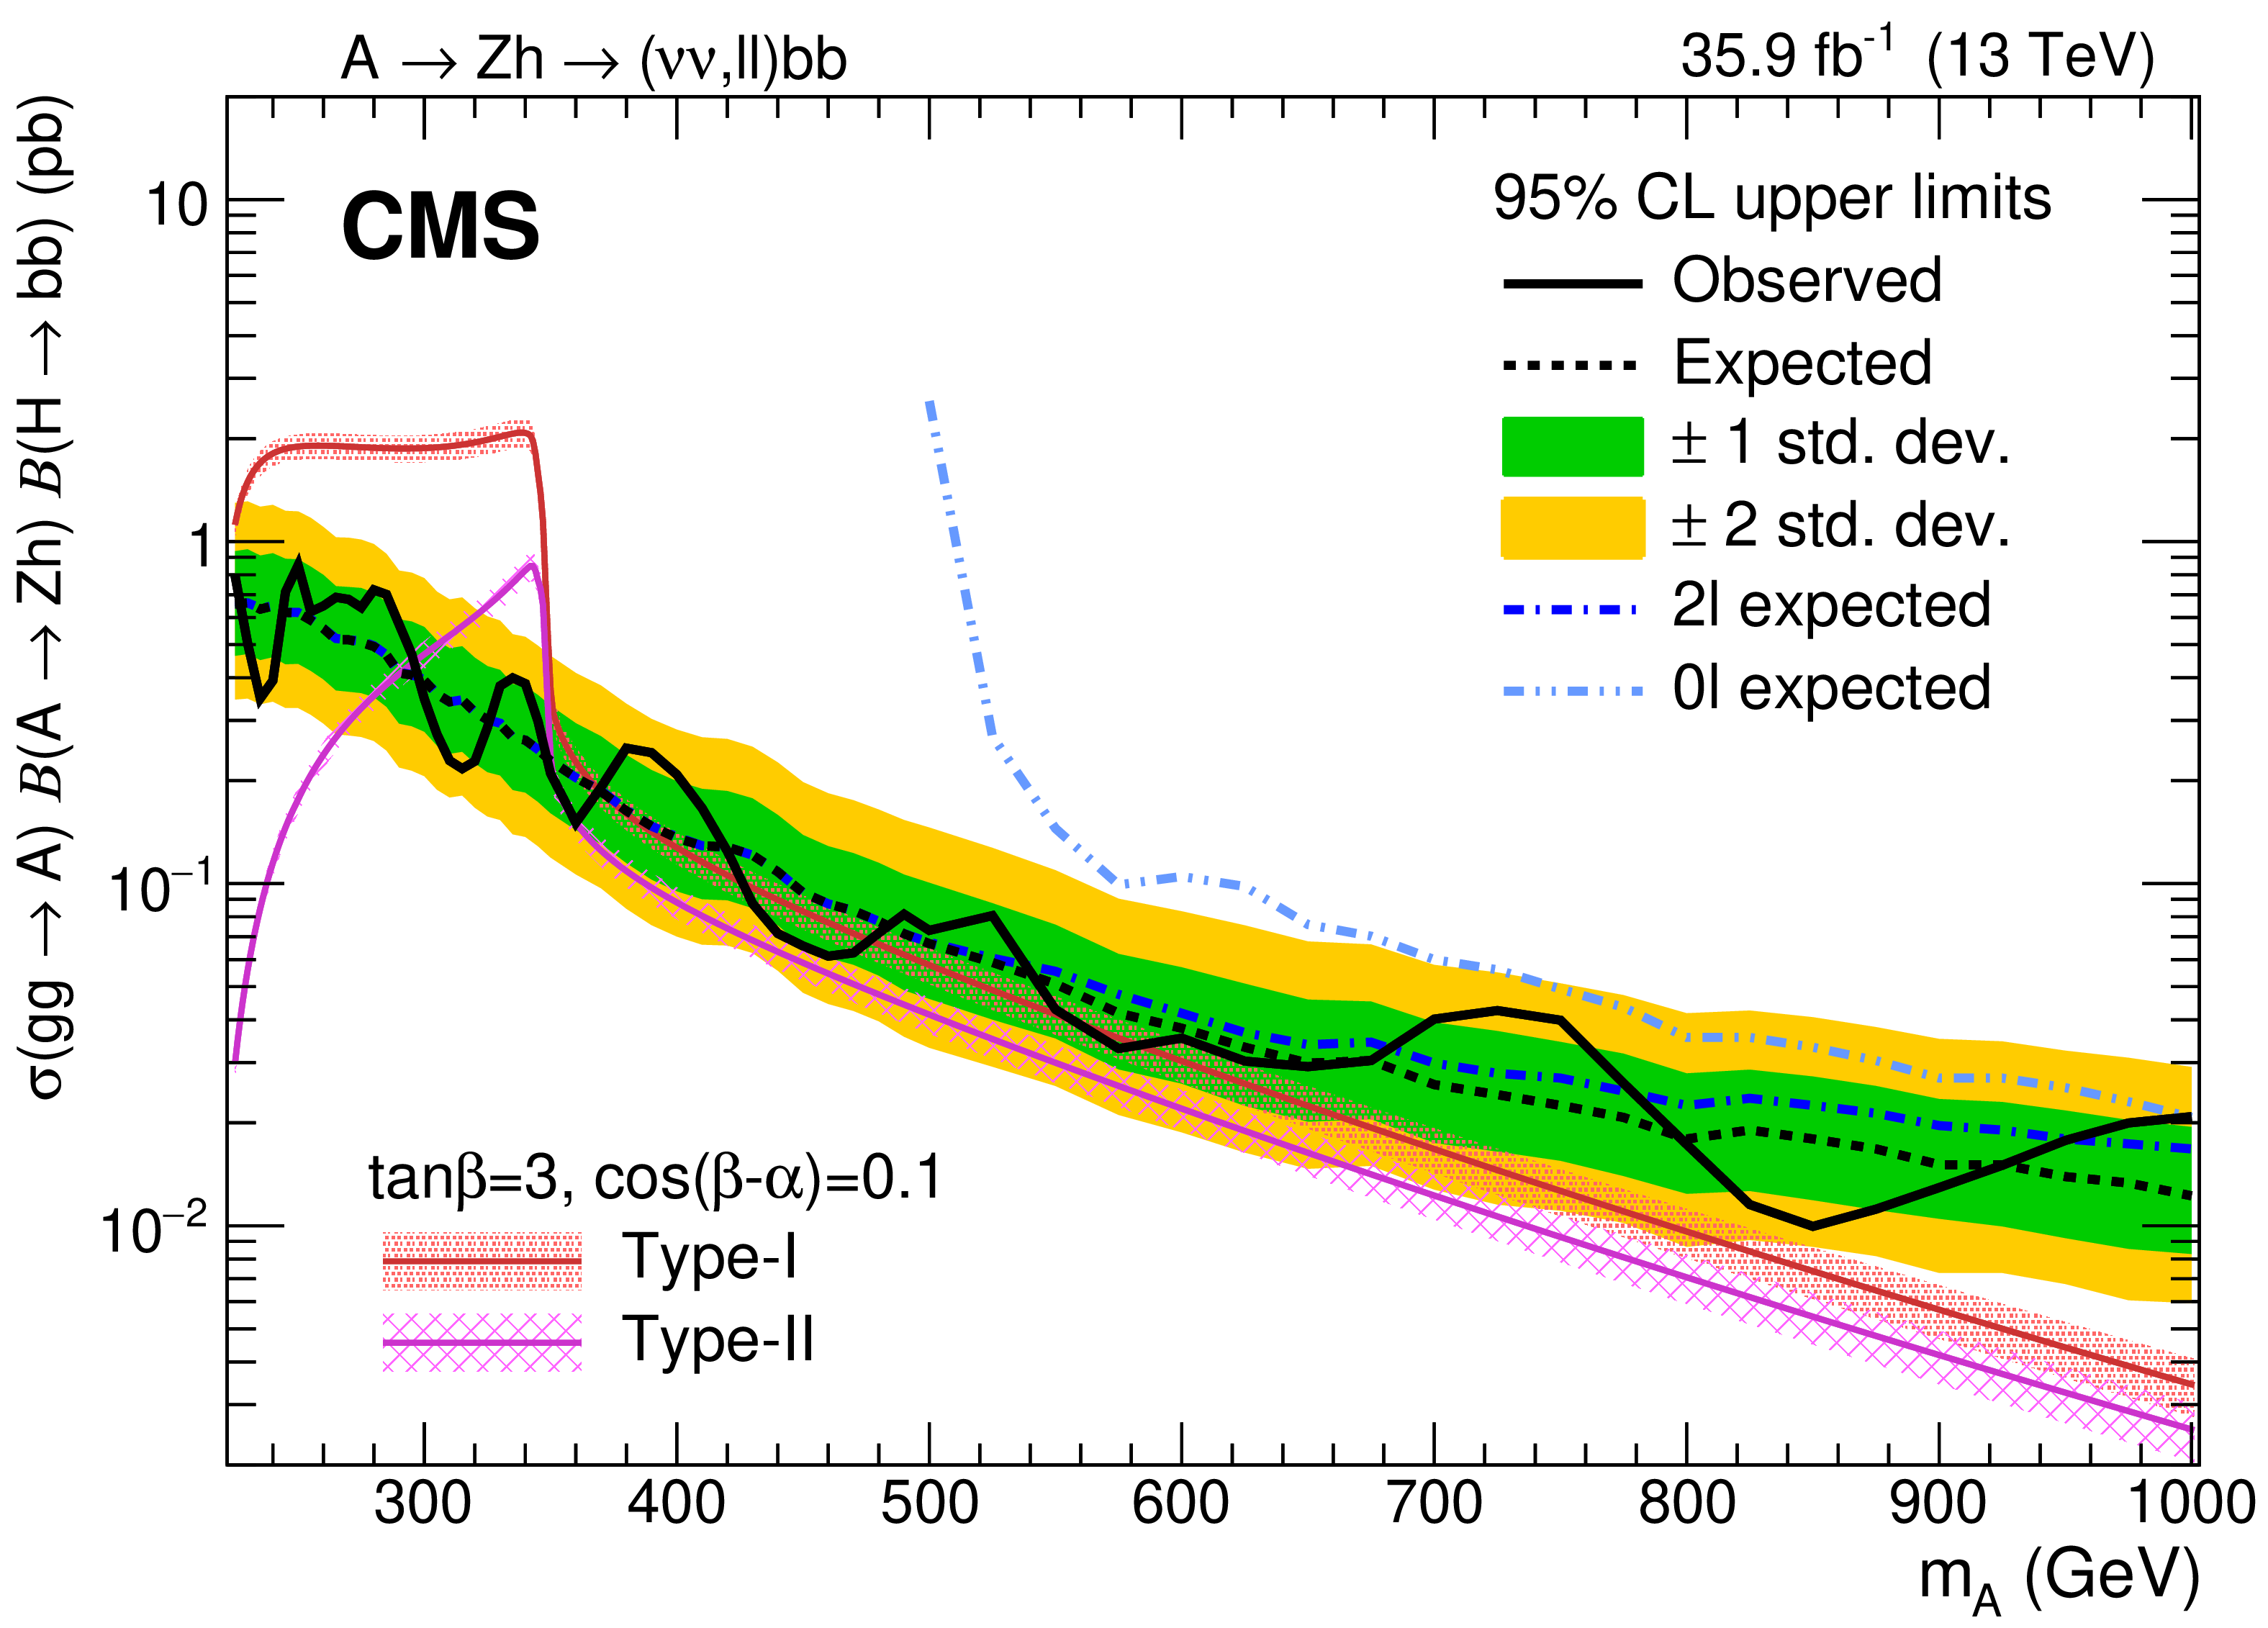 A → Zh → (νν,ll)bb
35.9 fb⁻¹ (13 TeV)
CMS
σ(gg → A) B(A → Zh) B(H → bb) (pb)
10
1
10⁻¹
10⁻²
95% CL upper limits
Observed
Expected
± 1 std. dev.
± 2 std. dev.
2l expected
0l expected
tanβ=3, cos(β-α)=0.1
Type-I
Type-II
300 400 500 600 700 800 900 1000
m_A (GeV)